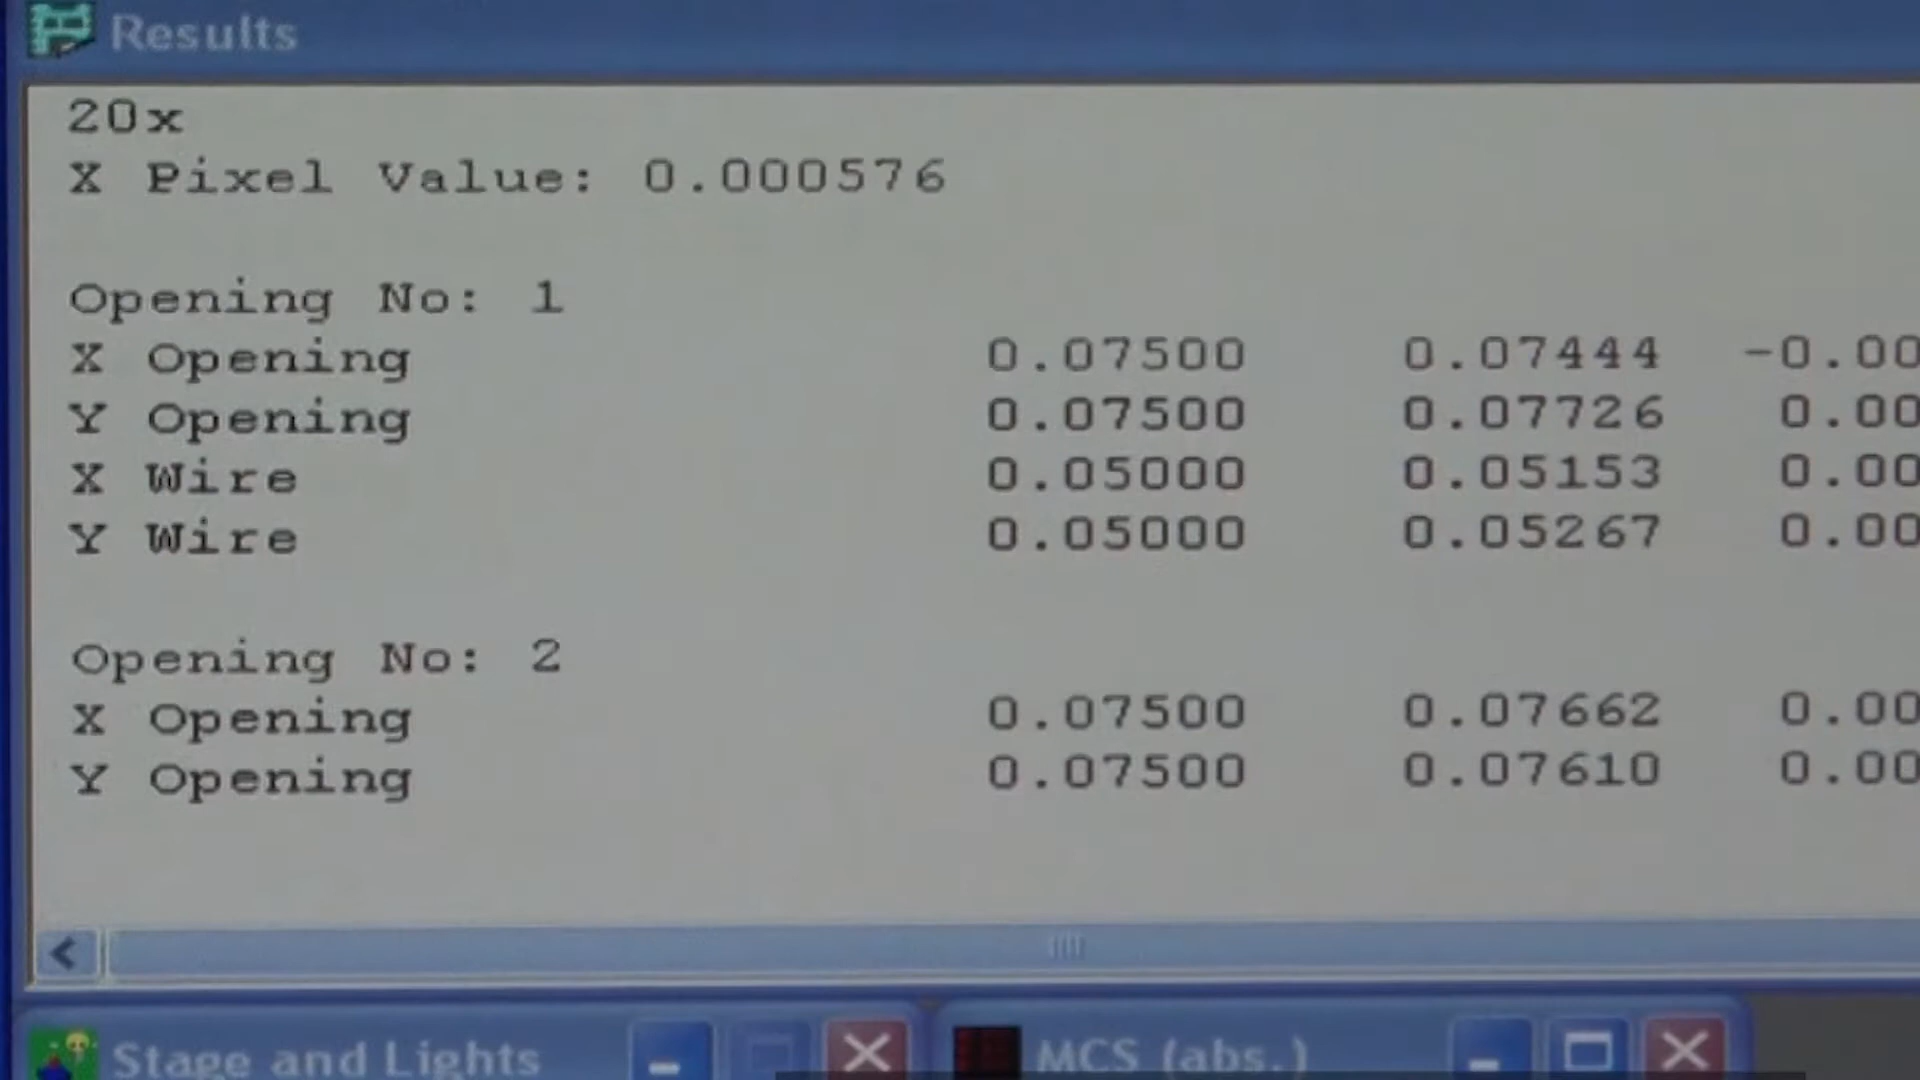 Results
20x
X Pixel Value: 0.000576
Opening No: 1
X Opening 0.07500 0.07444 -0.00
Y Opening 0.07500 0.07726 0.00
X Wire 0.05000 0.05153 0.00
Y Wire 0.05000 0.05267 0.00
Opening No: 2
X Opening 0.07500 0.07662 0.00
Y Opening 0.07500 0.07610 0.00
Stage and Lights MCS (abs.)